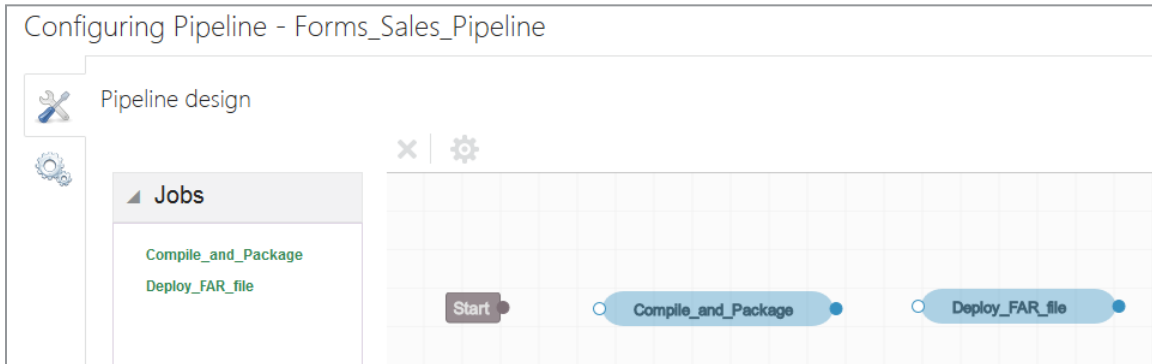 Configuring Pipeline - Forms_Sales_Pipeline
Pipeline design
Jobs
Compile_and_Package
Deploy_FAR_file
Start
Compile_and_Package
Deploy_FAR_file